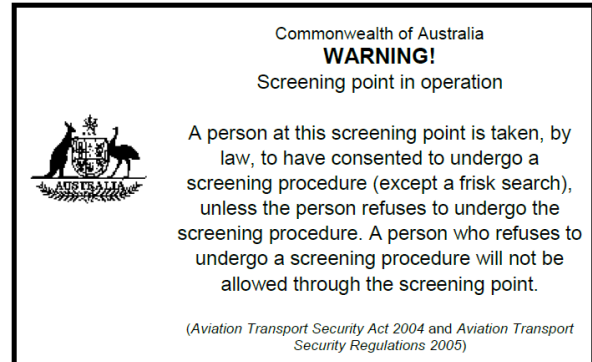 Commonwealth of Australia
WARNING!
Screening point in operation
A person at this screening point is taken, by
law, to have consented to undergo a
screening procedure (except a frisk search),
unless the person refuses to undergo the
screening procedure. A person who refuses to
undergo a screening procedure will not be
allowed through the screening point.
AUSTRALIA
(Aviation Transport Security Act 2004 and Aviation Transport
Security Regulations 2005)